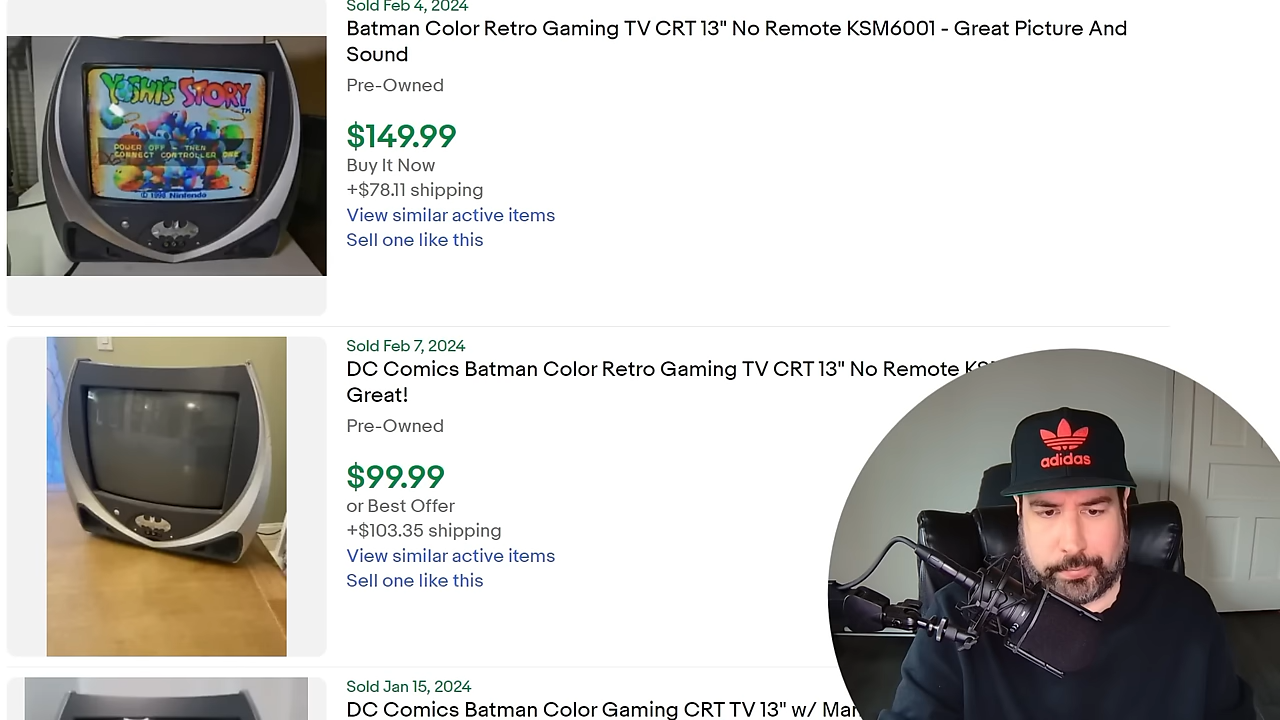 Sold Feb 4, 2024
Batman Color Retro Gaming TV CRT 13" No Remote KSM6001 - Great Picture And
Sound
Pre-Owned
$149.99
Buy It Now
+$78.11 shipping
View similar active items
Sell one like this
YOSHI'S STORY
TM
POWER OFF - THEN
CONNECT CONTROLLER ONE
© 1998 Nintendo
Sold Feb 7, 2024
DC Comics Batman Color Retro Gaming TV CRT 13" No Remote
Great!
Pre-Owned
$99.99
or Best Offer
+$103.35 shipping
View similar active items
Sell one like this
adidas
Sold Jan 15, 2024
DC Comics Batman Color Gaming CRT TV 13" w/